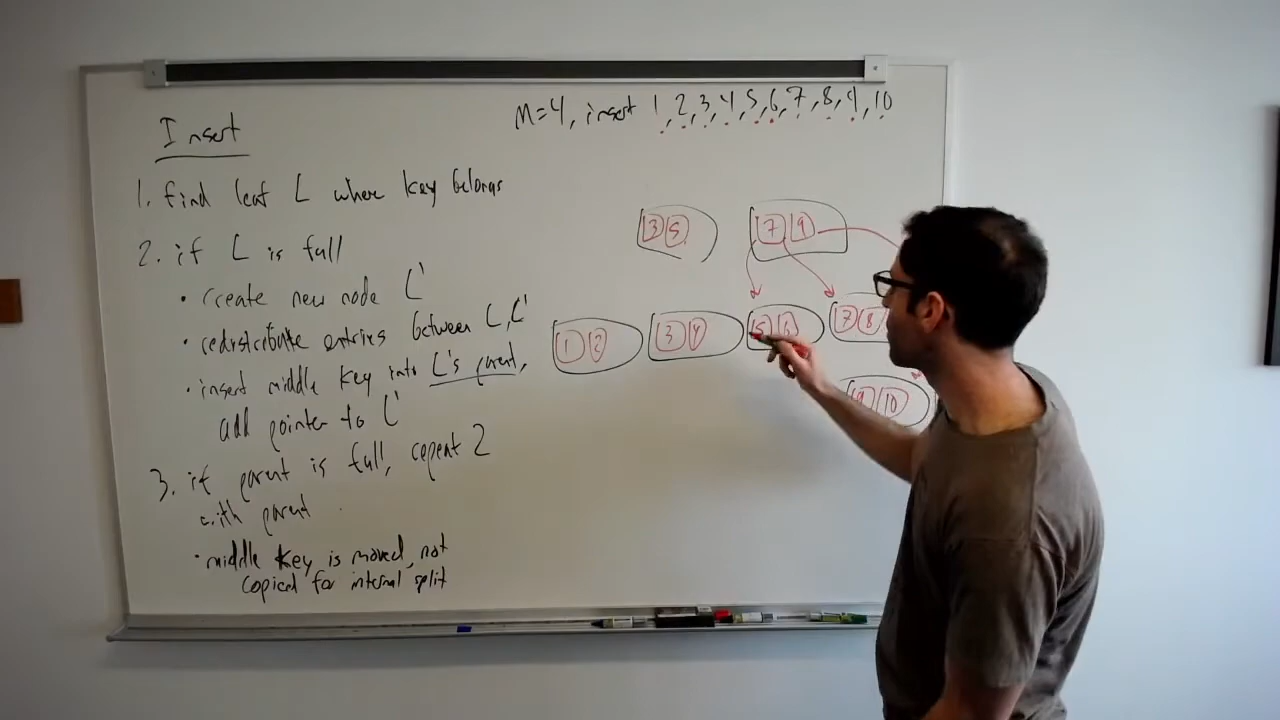 Insert
M=4, insert 1, 2, 3, 4, 5, 6, 7, 8, 9, 10
1. find leaf L where key belongs
2. if L is full
• create new node L'
• redistribute entries between L, L'
• insert middle key into L's parent,
add pointer to L'
3. if parent is full, repeat 2
with parent
• middle key is moved, not
copied for internal split
3 5
7 9
1 2
3 4
5 6
7 8
9 10